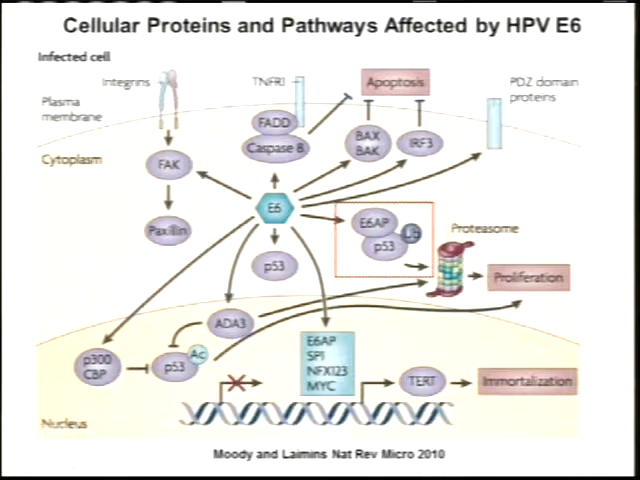 Cellular Proteins and Pathways Affected by HPV E6
Infected cell
Integrins
TNFRI
Apoptosis
PDZ domain
proteins
Plasma
membrane
FADD
Caspase 8
BAX
BAK
IRF3
Cytoplasm
FAK
E6
E6AP
Ub
p53
Proteasome
Paxillin
p53
Proliferation
ADA3
p300
CBP
p53
Ac
E6AP
SPI
NFX123
MYC
TERT
Immortalization
Nucleus
Moody and Laimins Nat Rev Micro 2010